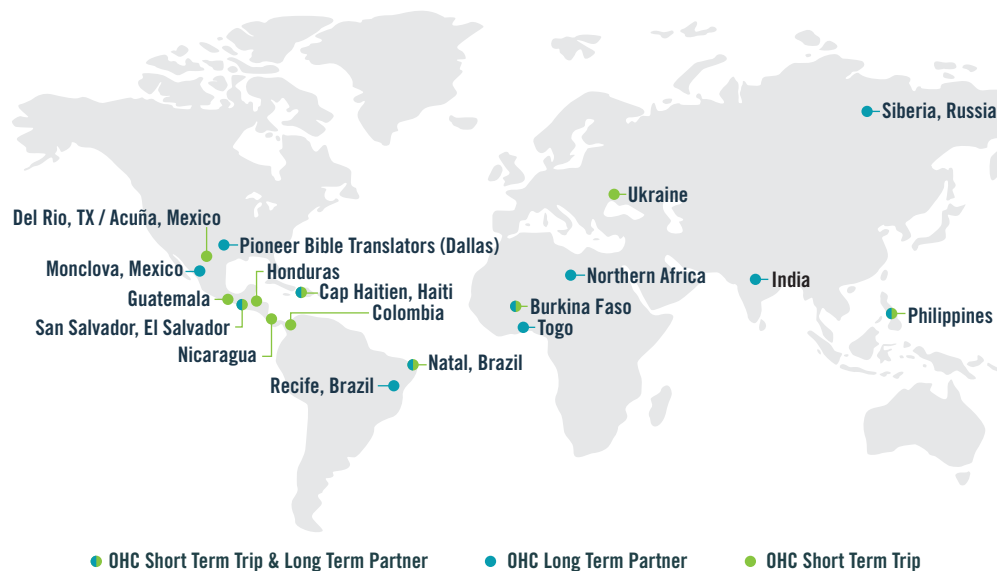 Siberia, Russia
Ukraine
Del Rio, TX / Acuña, Mexico
Pioneer Bible Translators (Dallas)
Monclova, Mexico
Honduras
Northern Africa
India
Guatemala
Cap Haitien, Haiti
Burkina Faso
Colombia
Philippines
San Salvador, El Salvador
Togo
Nicaragua
Natal, Brazil
Recife, Brazil
OHC Short Term Trip & Long Term Partner
OHC Long Term Partner
OHC Short Term Trip